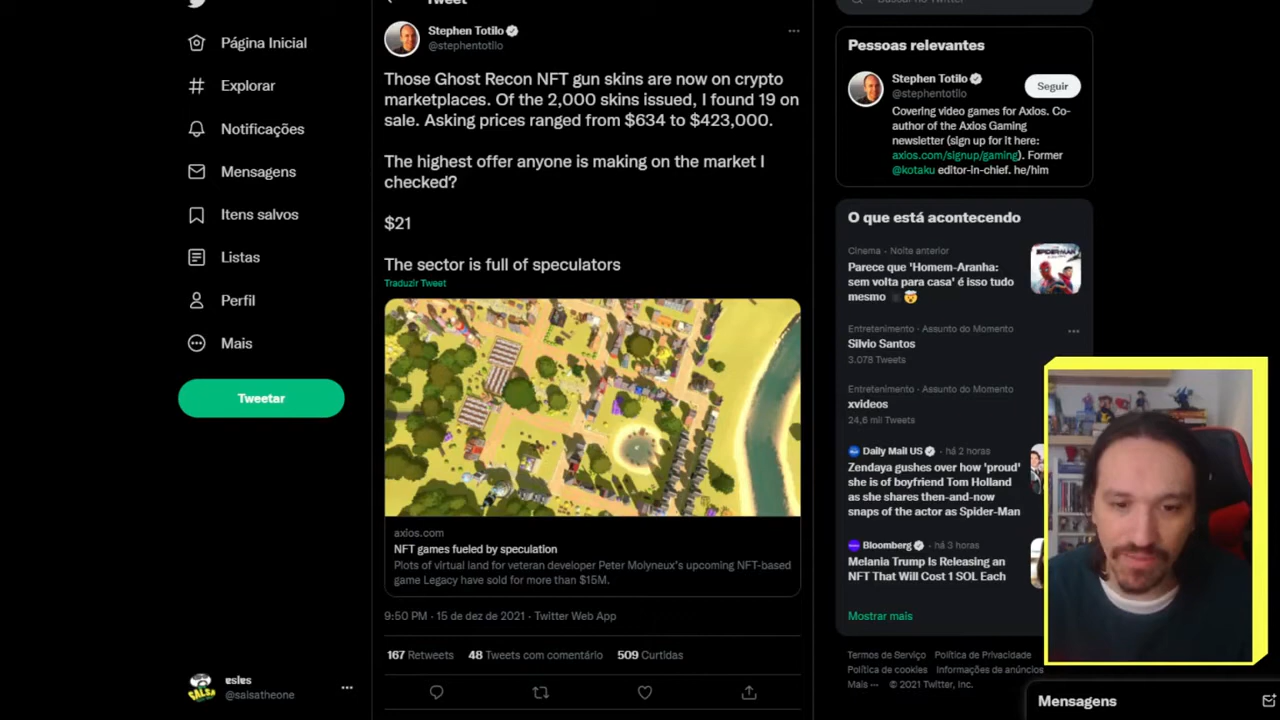 Página Inicial
Explorar
Notificações
Mensagens
Itens salvos
Listas
Perfil
Mais
Tweetar
esles
@salsatheone
Tweet
Stephen Totilo
@stephentotilo
Those Ghost Recon NFT gun skins are now on crypto
marketplaces. Of the 2,000 skins issued, I found 19 on
sale. Asking prices ranged from $634 to $423,000.
The highest offer anyone is making on the market I
checked?
$21
The sector is full of speculators
Traduzir Tweet
axios.com
NFT games fueled by speculation
Plots of virtual land for veteran developer Peter Molyneux's upcoming NFT-based
game Legacy have sold for more than $15M.
9:50 PM · 15 de dez de 2021 · Twitter Web App
167 Retweets 48 Tweets com comentário 509 Curtidas
Buscar no Twitter
Pessoas relevantes
Stephen Totilo
@stephentotilo
Seguir
Covering video games for Axios. Co-
author of the Axios Gaming
newsletter (sign up for it here:
axios.com/signup/gaming). Former
@kotaku editor-in-chief. he/him
O que está acontecendo
Cinema · Noite anterior
Parece que 'Homem-Aranha:
sem volta para casa' é isso tudo
mesmo
Entretenimento · Assunto do Momento
Silvio Santos
3.078 Tweets
Entretenimento · Assunto do Momento
xvideos
24,6 mil Tweets
Daily Mail US · há 2 horas
Zendaya gushes over how 'proud'
she is of boyfriend Tom Holland
as she shares then-and-now
snaps of the actor as Spider-Man
Bloomberg · há 3 horas
Melania Trump Is Releasing an
NFT That Will Cost 1 SOL Each
Mostrar mais
Termos de Serviço Política de Privacidade
Política de cookies Informações de anúncios
Mais ··· © 2021 Twitter, Inc.
Mensagens